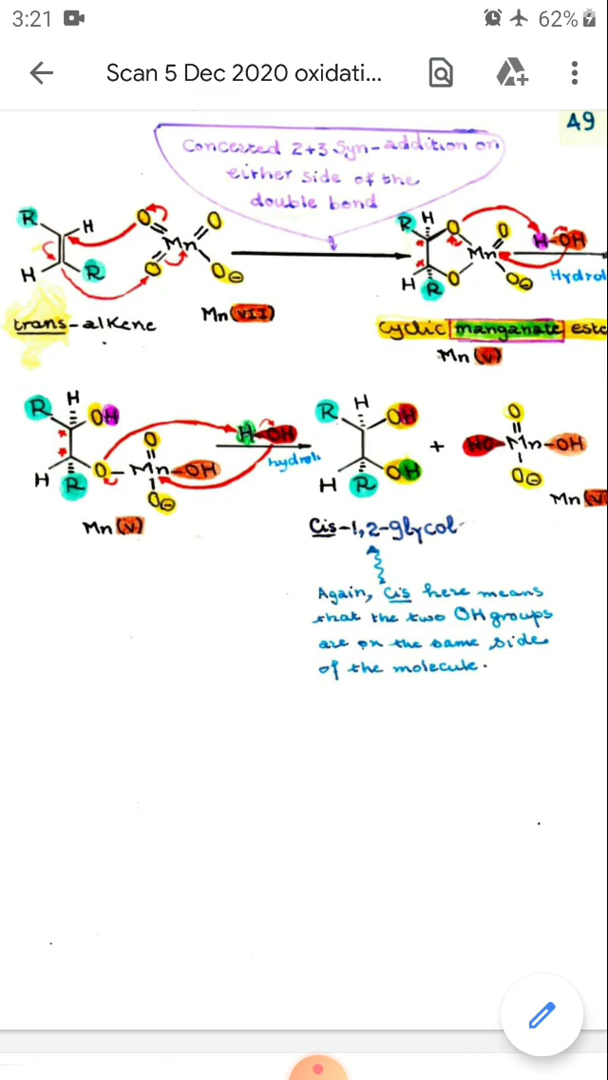 3:21
62%
Scan 5 Dec 2020 oxidati...
49
Concerted 2+3 Syn-addition on
either side of the
double bond
R
H
H
R
O
O
Mn
O
O⊖
trans-alkene
Mn(VII)
R
H
H
R
O
O
Mn
O
O⊖
H-OH
Hydrol
cyclic manganate este
Mn(V)
R
H
OH
H
R
O-Mn-OH
O
O⊖
Mn(V)
H-OH
hydroli
R
H
OH
H
R
OH
+
HO-Mn-OH
O
O⊖
Mn(V
Cis-1,2-glycol
Again, cis here means
that the two OH groups
are on the same side
of the molecule.